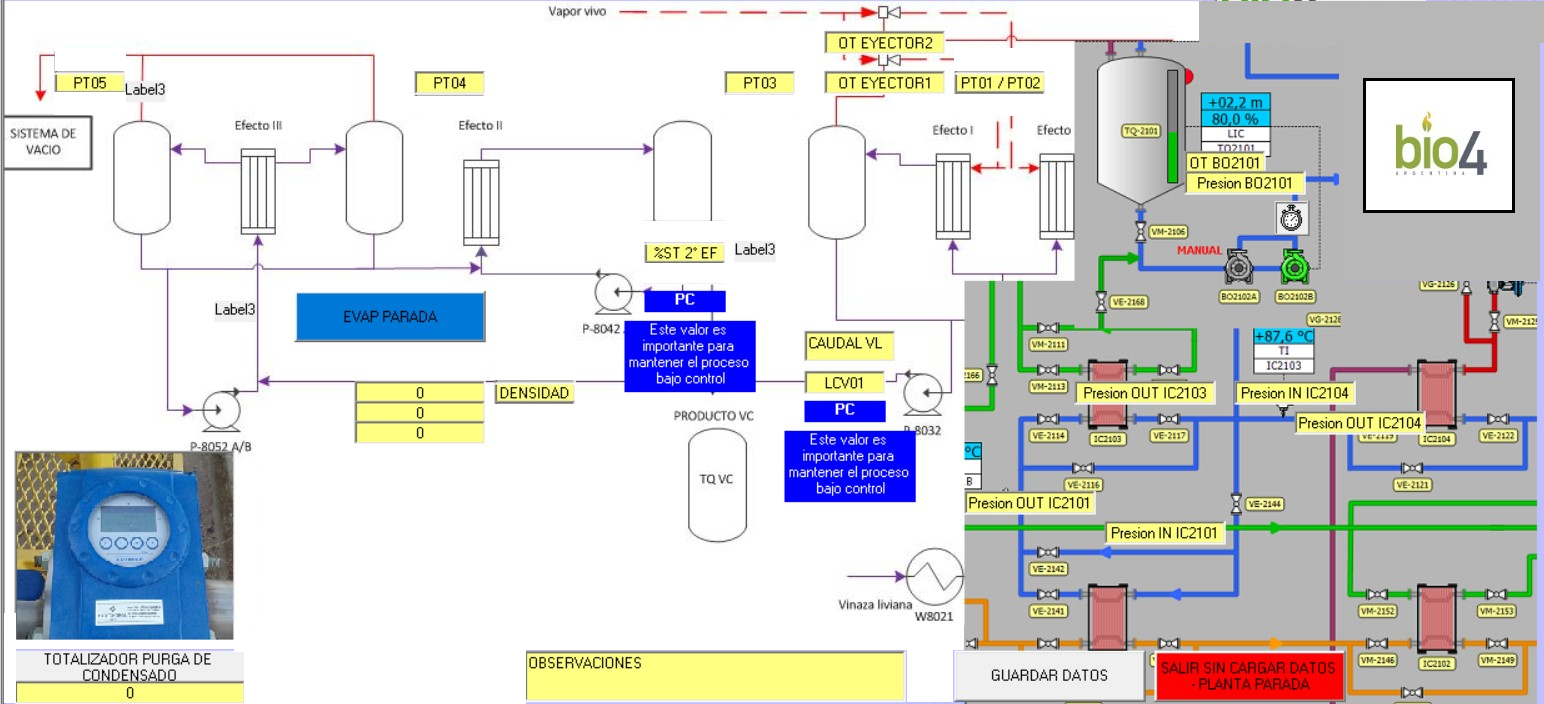 Vapor vivo
OT EYECTOR2
PT05
Label3
PT04
PT03
OT EYECTOR1
PT01 / PT02
SISTEMA DE
VACIO
Efecto III
Efecto II
Efecto I
Efecto
TQ-2101
+02,2 m
80,0 %
LIC
TQ2101
OT BO2101
Presion BO2101
bio4
ARGENTINA
VM-2106
MANUAL
BO2102A
BO2102B
%ST 2° EF
Label3
PC
Este valor es
importante para
mantener el proceso
bajo control
Label3
EVAP PARADA
P-8042
CAUDAL VL
LCV01
PC
Este valor es
importante para
mantener el proceso
bajo control
P-8032
0
DENSIDAD
0
0
P-8052 A/B
PRODUCTO VC
TQ VC
Vinaza liviana
W8021
VE-2168
VG-2126
VG-2128
VM-2111
VM-2113
2166
+87,6 °C
TI
IC2103
Presion OUT IC2103
Presion IN IC2104
Presion OUT IC2104
VE-2114
IC2103
VE-2117
IC2104
VE-2122
VE-2116
VE-2121
°C
B
Presion OUT IC2101
VE-2144
Presion IN IC2101
VE-2142
VE-2141
VM-2152
VM-2153
VM-2146
IC2102
VM-2149
TOTALIZADOR PURGA DE
CONDENSADO
0
OBSERVACIONES
GUARDAR DATOS
SALIR SIN CARGAR DATOS
- PLANTA PARADA